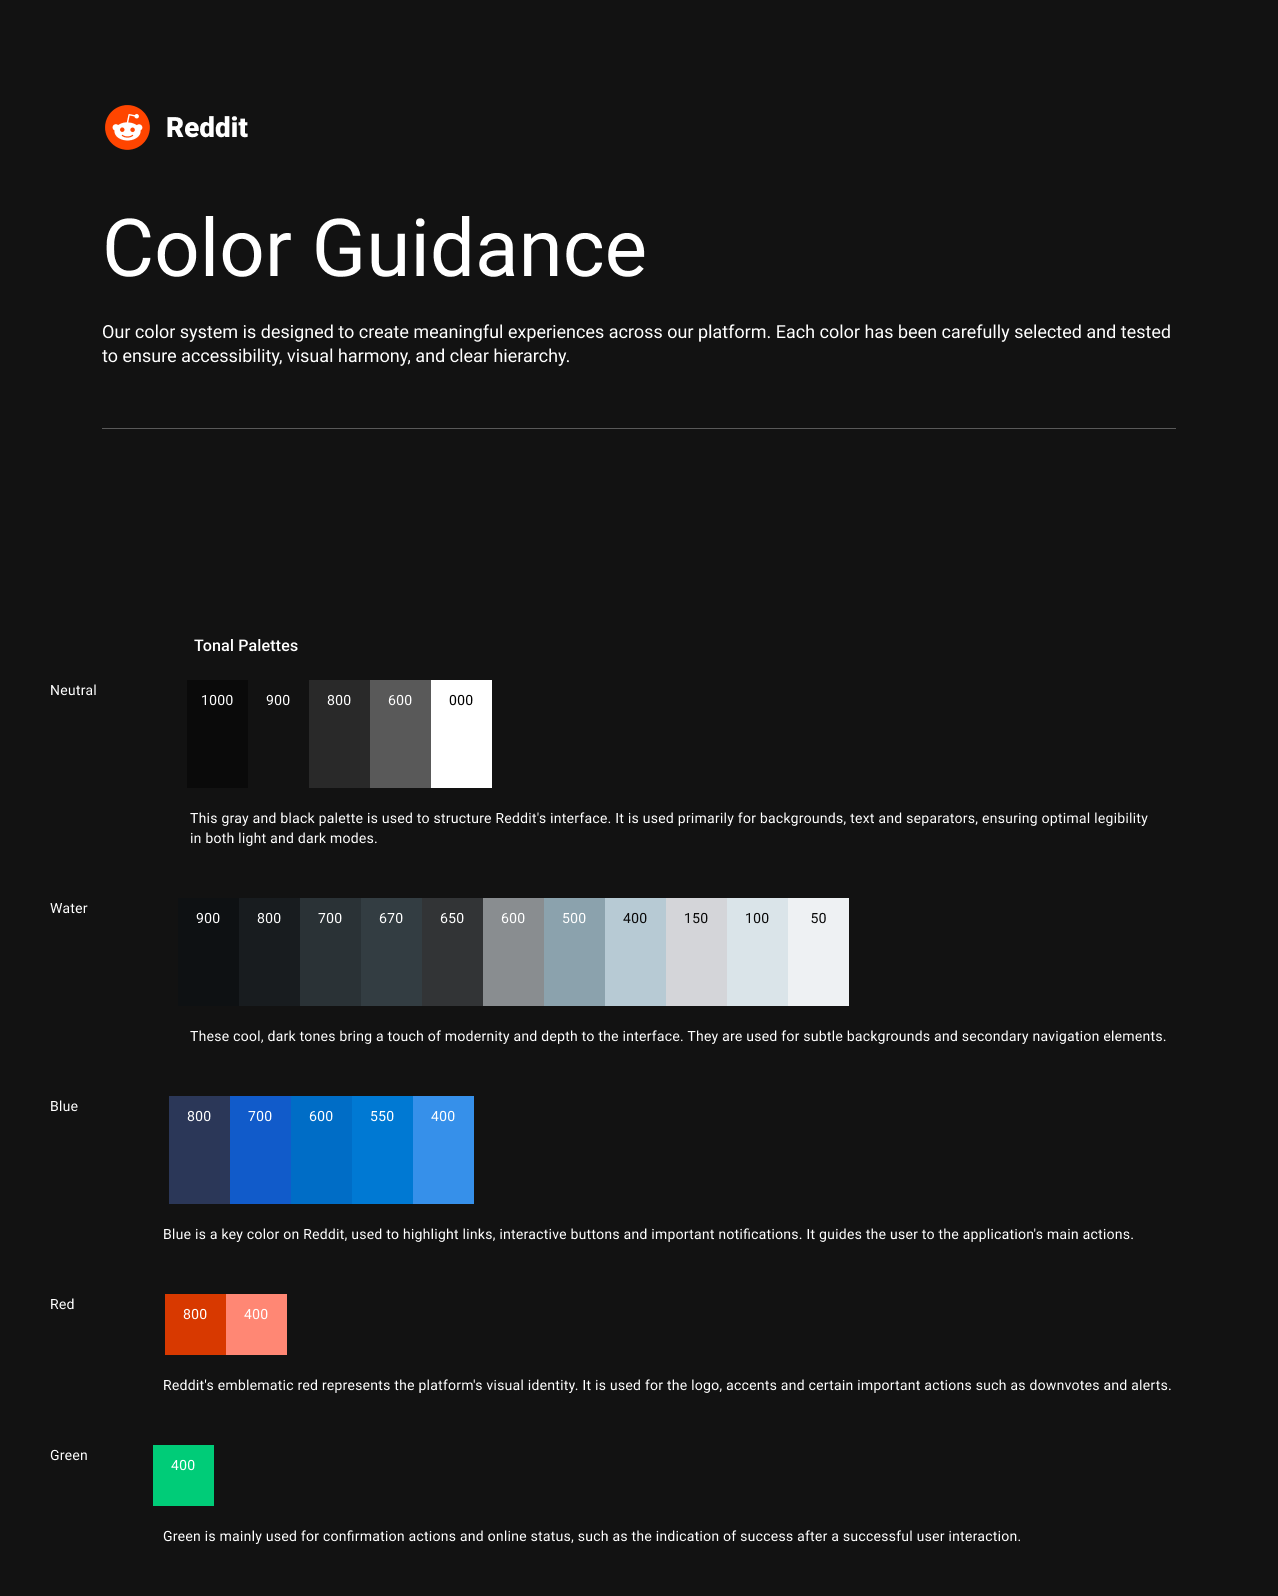 Reddit
Color Guidance
Our color system is designed to create meaningful experiences across our platform. Each color has been carefully selected and tested
to ensure accessibility, visual harmony, and clear hierarchy.
Tonal Palettes
Neutral
1000 900 800 600 000
This gray and black palette is used to structure Reddit's interface. It is used primarily for backgrounds, text and separators, ensuring optimal legibility
in both light and dark modes.
Water
900 800 700 670 650 600 500 400 150 100 50
These cool, dark tones bring a touch of modernity and depth to the interface. They are used for subtle backgrounds and secondary navigation elements.
Blue
800 700 600 550 400
Blue is a key color on Reddit, used to highlight links, interactive buttons and important notifications. It guides the user to the application's main actions.
Red
800 400
Reddit's emblematic red represents the platform's visual identity. It is used for the logo, accents and certain important actions such as downvotes and alerts.
Green
400
Green is mainly used for confirmation actions and online status, such as the indication of success after a successful user interaction.